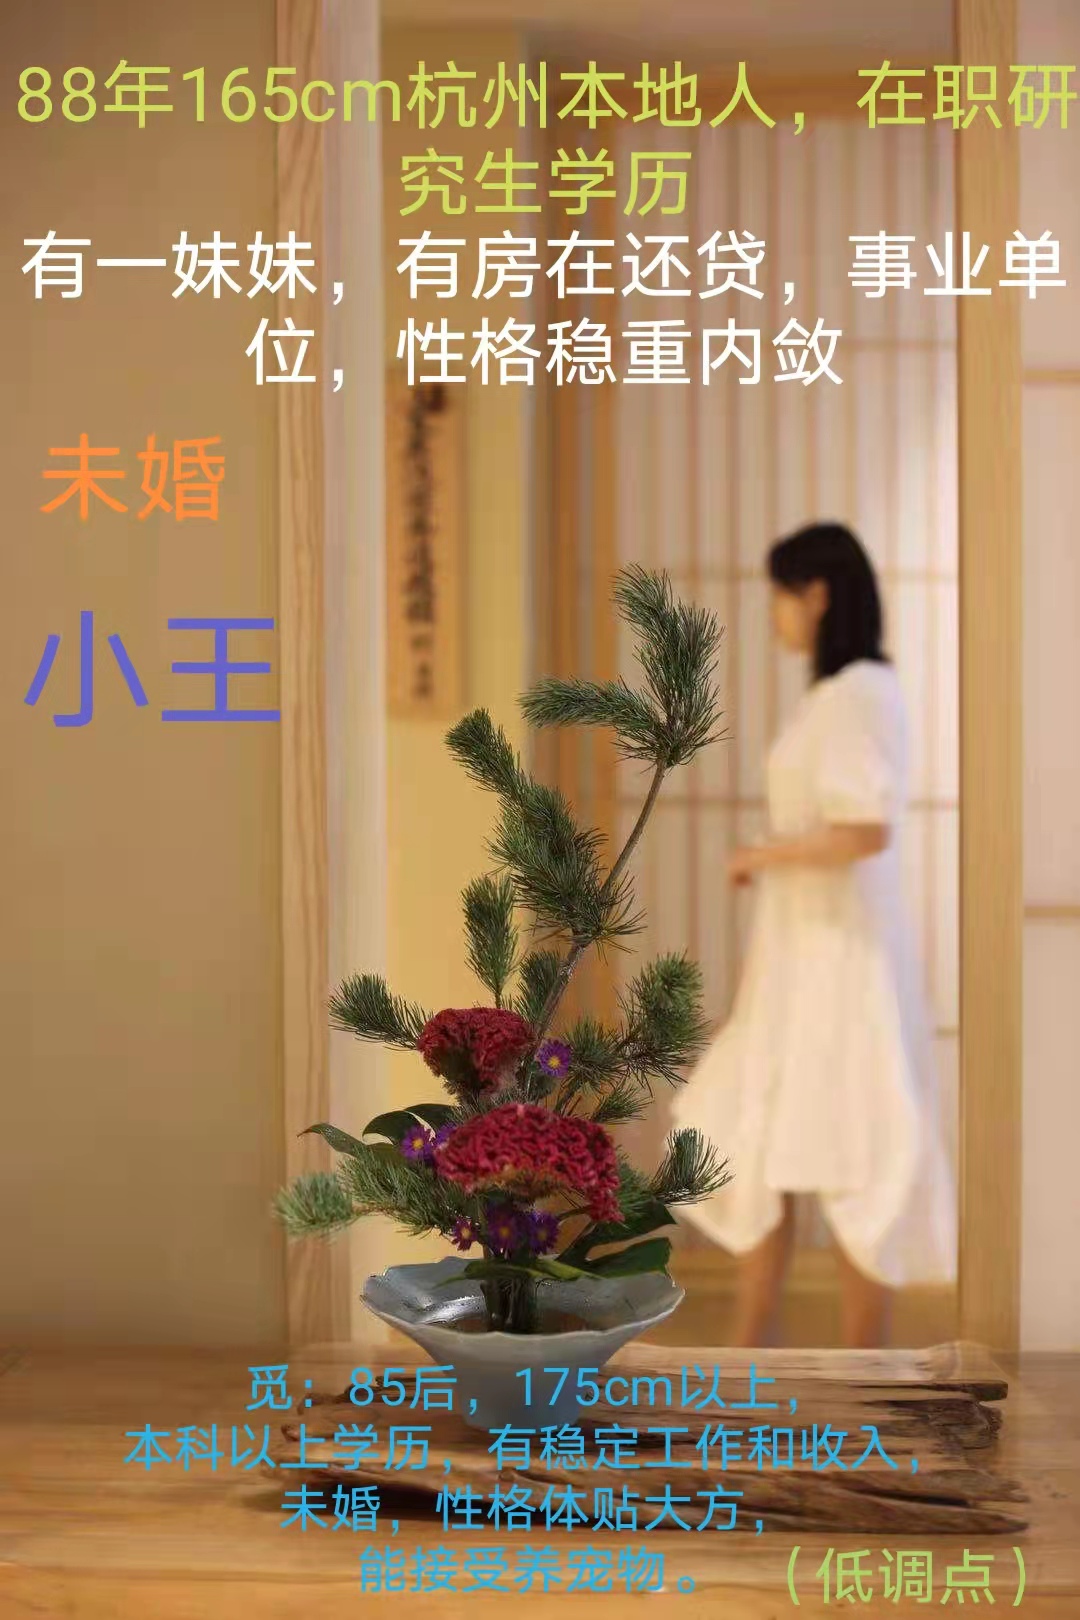 88年165cm杭州本地人，在职研
究生学历
有一妹妹，有房在还贷，事业单
位，性格稳重内敛
未婚
小王
觅：85后，175cm以上，
本科以上学历，有稳定工作和收入，
未婚，性格体贴大方，
能接受养宠物。
（低调点）